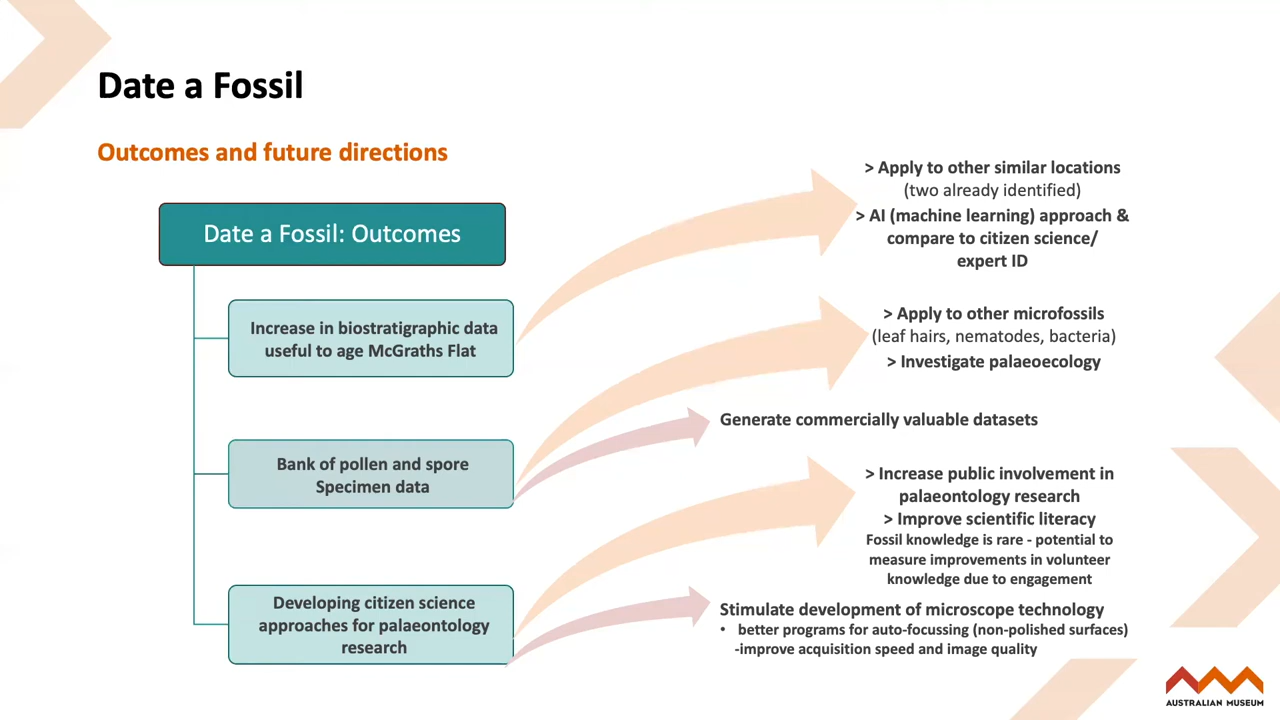 Date a Fossil
Outcomes and future directions
Date a Fossil: Outcomes
Increase in biostratigraphic data
useful to age McGraths Flat
Bank of pollen and spore
Specimen data
Developing citizen science
approaches for palaeontology
research
> Apply to other similar locations
(two already identified)
> AI (machine learning) approach &
compare to citizen science/
expert ID
> Apply to other microfossils
(leaf hairs, nematodes, bacteria)
> Investigate palaeoecology
Generate commercially valuable datasets
> Increase public involvement in
palaeontology research
> Improve scientific literacy
Fossil knowledge is rare - potential to
measure improvements in volunteer
knowledge due to engagement
Stimulate development of microscope technology
• better programs for auto-focussing (non-polished surfaces)
-improve acquisition speed and image quality
AUSTRALIAN MUSEUM